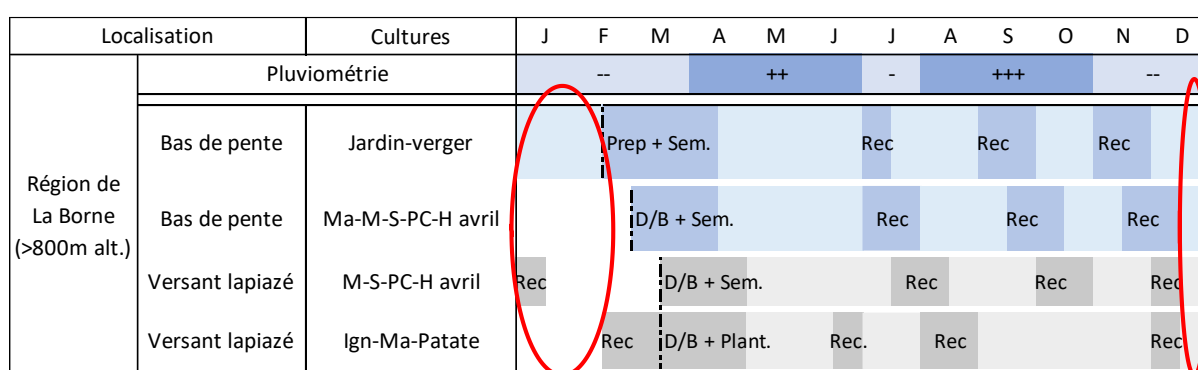 Localisation Cultures J F M A M J J A S O N D
Pluviométrie -- ++ - +++ --
Bas de pente Jardin-verger Prep + Sem. Rec Rec Rec
Région de
La Borne
(>800m alt.)
Bas de pente Ma-M-S-PC-H avril D/B + Sem. Rec Rec Rec
Versant lapiazé M-S-PC-H avril Rec D/B + Sem. Rec Rec Rec
Versant lapiazé Ign-Ma-Patate Rec D/B + Plant. Rec. Rec Rec